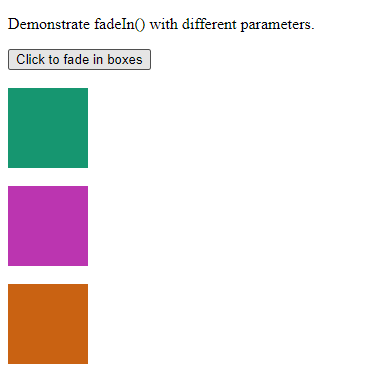 Demonstrate fadeIn() with different parameters.
Click to fade in boxes